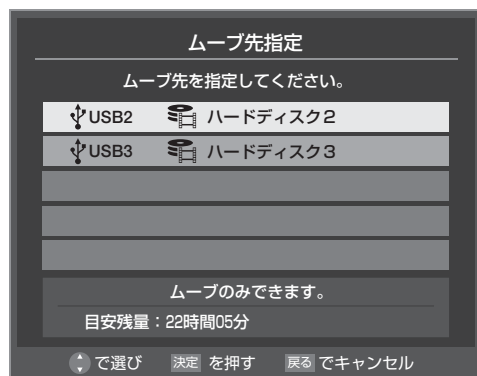 ムーブ先指定
ムーブ先を指定してください。
USB2 ハードディスク2
USB3 ハードディスク3
ムーブのみできます。
目安残量：22時間05分
で選び 決定 を押す 戻る でキャンセル